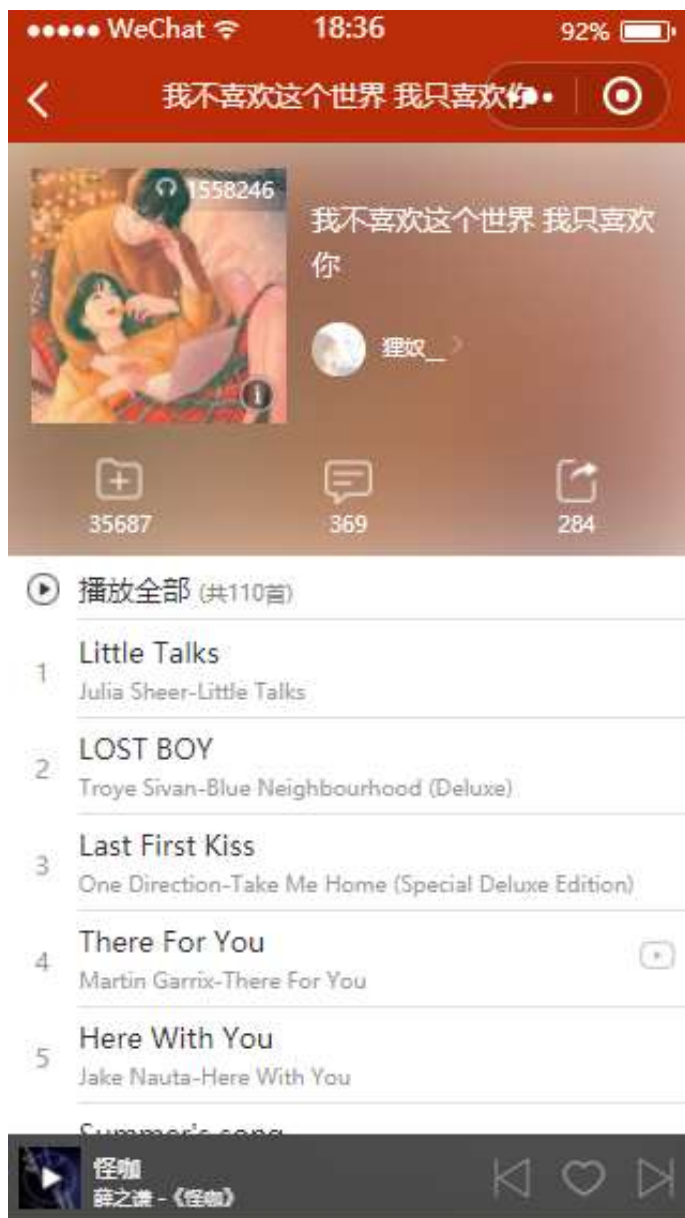 WeChat 18:36 92%
我不喜欢这个世界 我只喜欢你
1558246
我不喜欢这个世界 我只喜欢
你
狸奴__
35687 369 284
播放全部 (共110首)
1 Little Talks
Julia Sheer-Little Talks
2 LOST BOY
Troye Sivan-Blue Neighbourhood (Deluxe)
3 Last First Kiss
One Direction-Take Me Home (Special Deluxe Edition)
4 There For You
Martin Garrix-There For You
5 Here With You
Jake Nauta-Here With You
Summer's song
怪咖
薛之谦 -《怪咖》